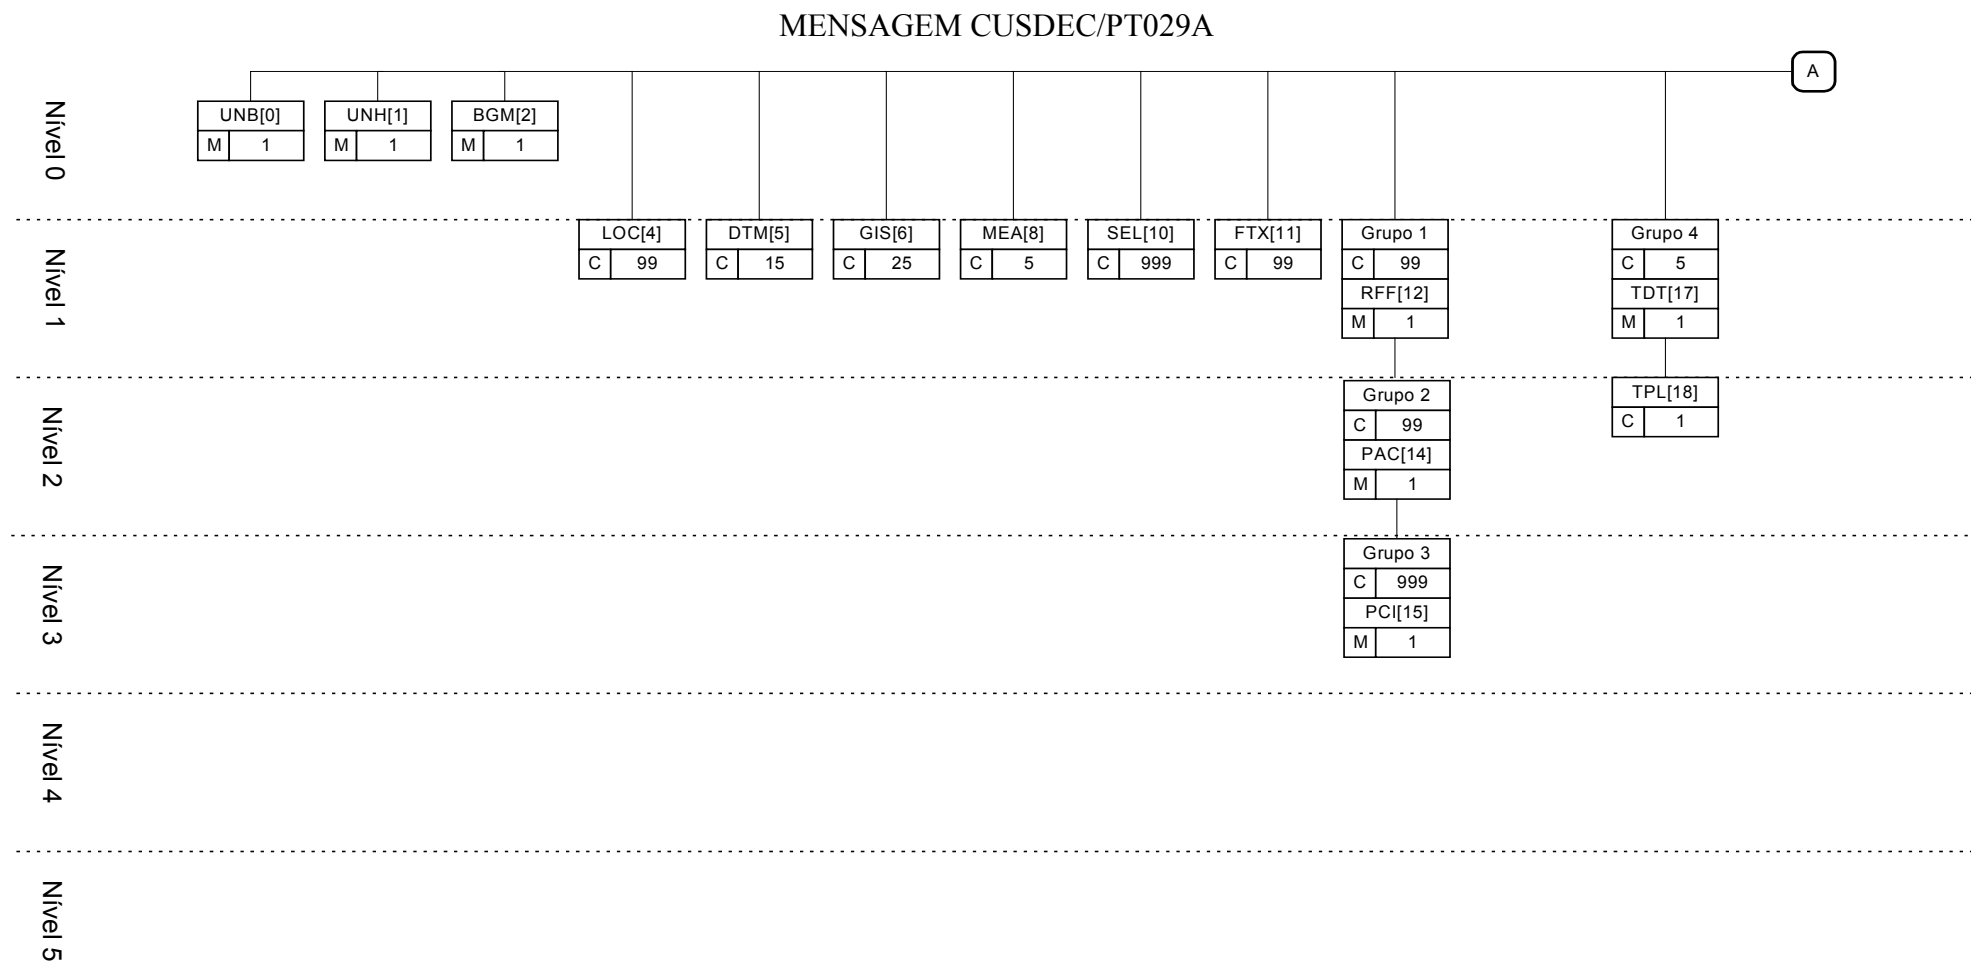 MENSAGEM CUSDEC/PT029A
A
Nível 0
UNB[0]
M 1
UNH[1]
M 1
BGM[2]
M 1
Nível 1
LOC[4]
C 99
DTM[5]
C 15
GIS[6]
C 25
MEA[8]
C 5
SEL[10]
C 999
FTX[11]
C 99
Grupo 1
C 99
RFF[12]
M 1
Grupo 4
C 5
TDT[17]
M 1
Nível 2
Grupo 2
C 99
PAC[14]
M 1
TPL[18]
C 1
Nível 3
Grupo 3
C 999
PCI[15]
M 1
Nível 4
Nível 5